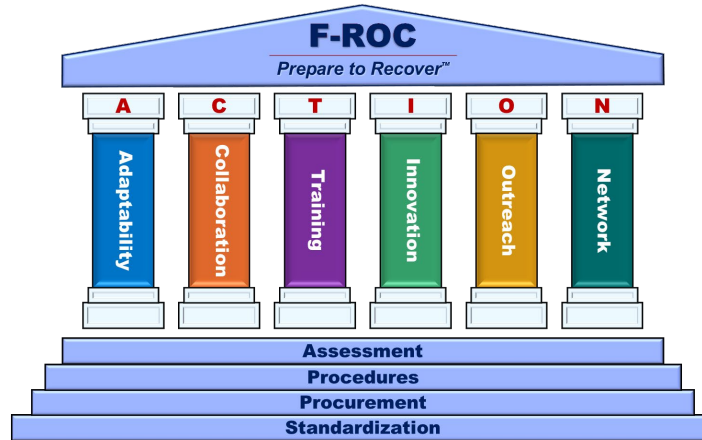 F-ROC
Prepare to Recover™
A C T I O N
Adaptability
Collaboration
Training
Innovation
Outreach
Network
Assessment
Procedures
Procurement
Standardization